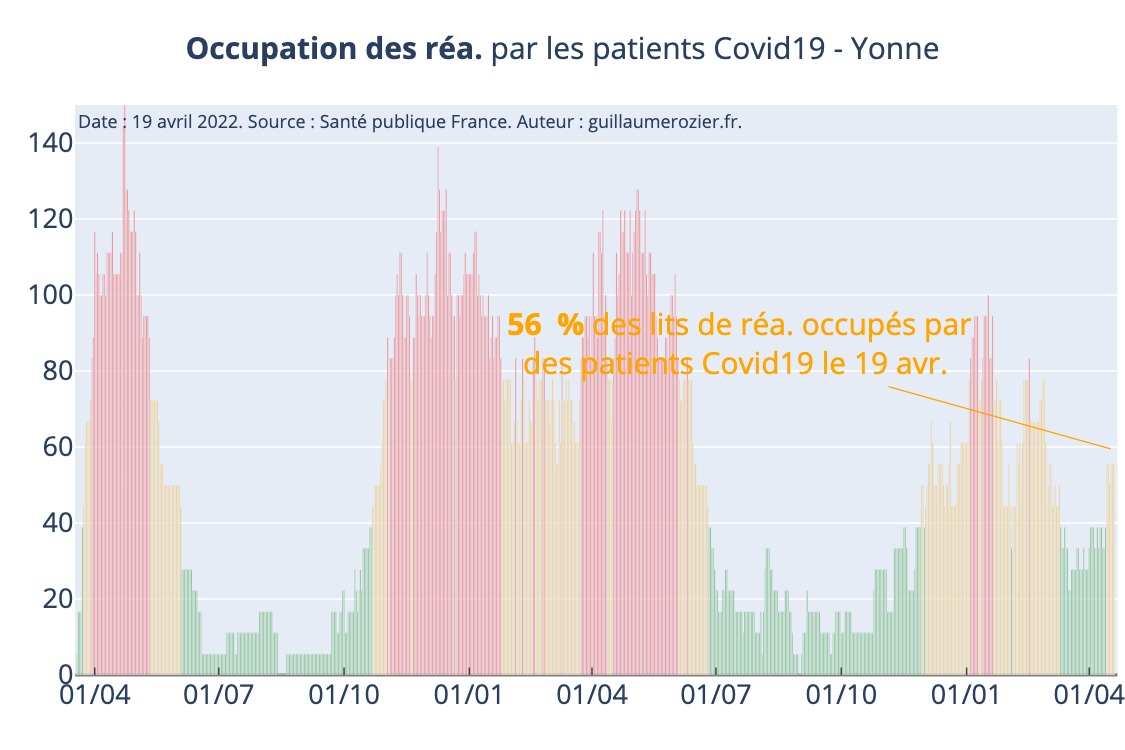 Occupation des réa. par les patients Covid19 - Yonne
Date : 19 avril 2022. Source : Santé publique France. Auteur : guillaumerozier.fr.
140
120
100
80
60
40
20
0
56 % des lits de réa. occupés par
des patients Covid19 le 19 avr.
01/04 01/07 01/10 01/01 01/04 01/07 01/10 01/01 01/04